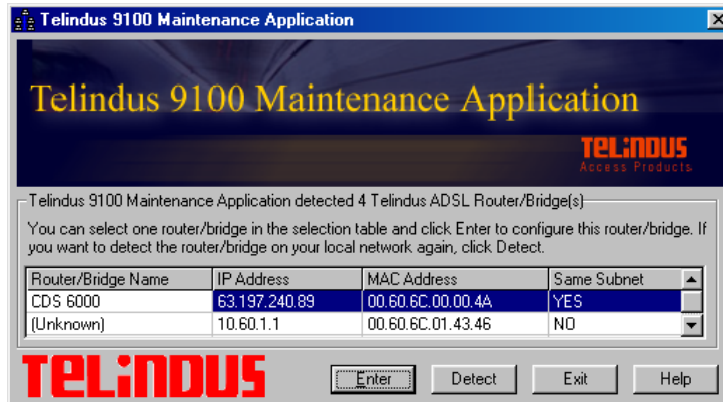 Telindus 9100 Maintenance Application
Telindus 9100 Maintenance Application
TELINDUS
Access Products
Telindus 9100 Maintenance Application detected 4 Telindus ADSL Router/Bridge(s)
You can select one router/bridge in the selection table and click Enter to configure this router/bridge. If
you want to detect the router/bridge on your local network again, click Detect.
Router/Bridge Name IP Address MAC Address Same Subnet
CDS 6000 63.197.240.89 00.60.6C.00.00.4A YES
(Unknown) 10.60.1.1 00.60.6C.01.43.46 NO
TELINDUS
Enter Detect Exit Help